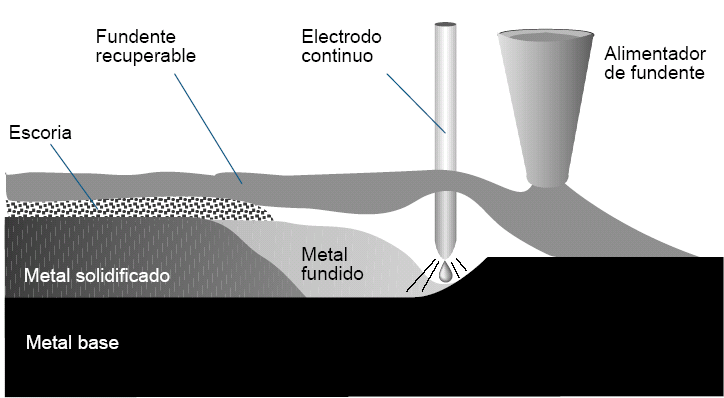 Fundente
recuperable
Electrodo
continuo
Alimentador
de fundente
Escoria
Metal
fundido
Metal solidificado
Metal base